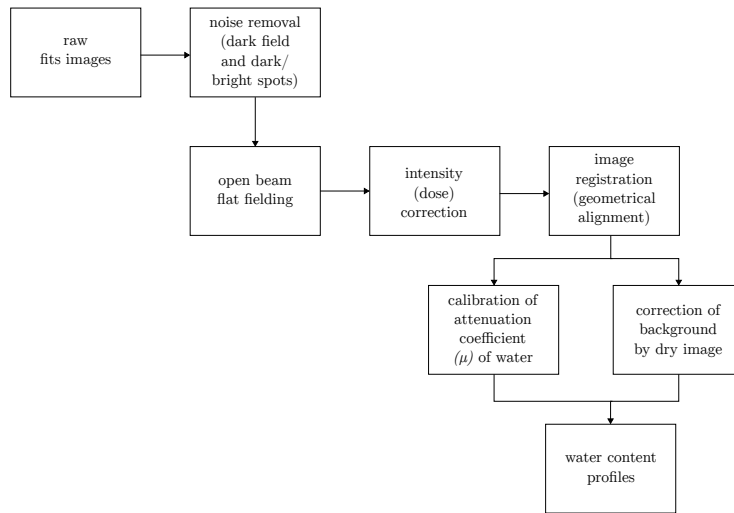 raw
fits images
noise removal
(dark field
and dark/
bright spots)
open beam
flat fielding
intensity
(dose)
correction
image
registration
(geometrical
alignment)
calibration of
attenuation
coefficient
(μ) of water
correction of
background
by dry image
water content
profiles